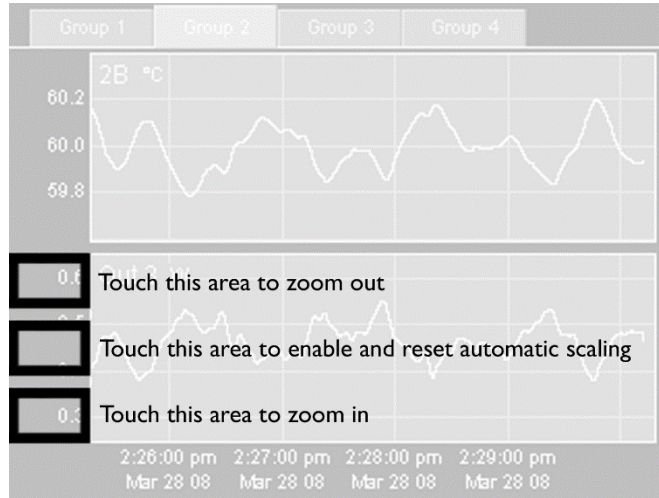 Group 1 Group 2 Group 3 Group 4
2B °C
60.2
60.0
59.8
Touch this area to zoom out
Touch this area to enable and reset automatic scaling
Touch this area to zoom in
2:26:00 pm 2:27:00 pm 2:28:00 pm 2:29:00 pm
Mar 28 08 Mar 28 08 Mar 28 08 Mar 28 08